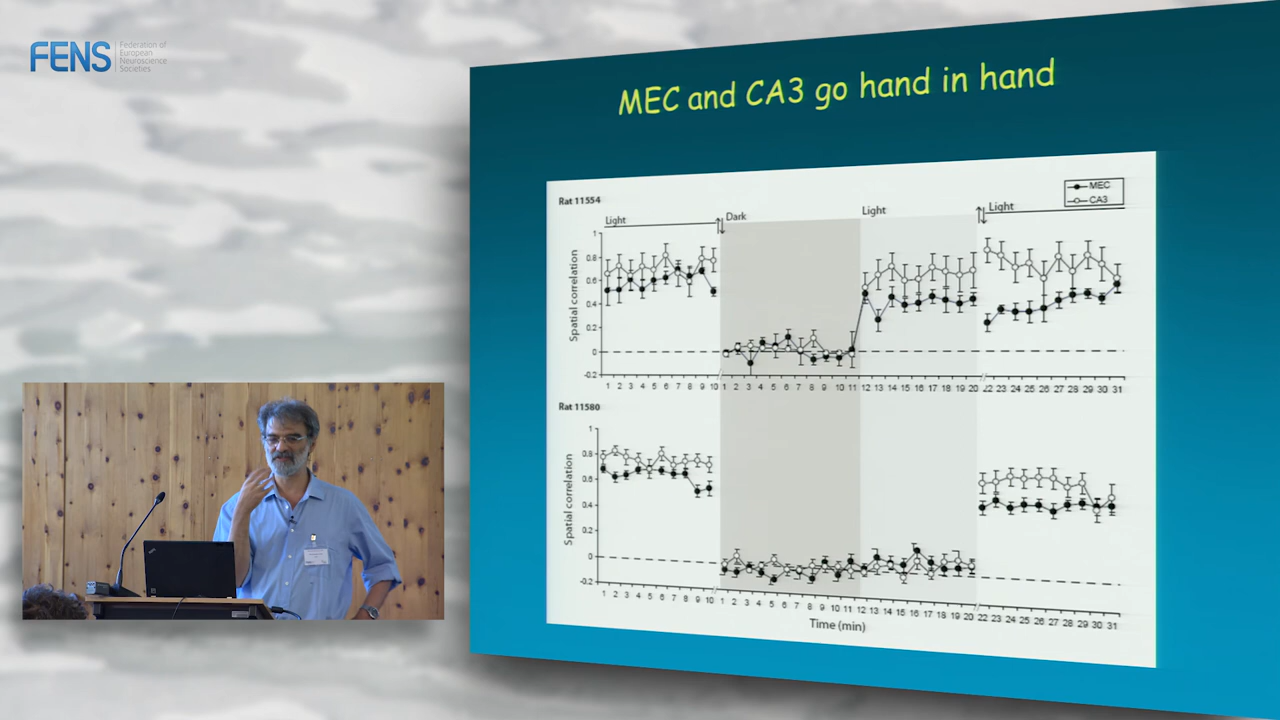 FENS
Federation of
European
Neuroscience
Societies
MEC and CA3 go hand in hand
Rat 11554
MEC
CA3
Light
Dark
Light
Light
Spatial correlation
1
0.8
0.6
0.4
0.2
0
-0.2
1 2 3 4 5 6 7 8 9 10
1 2 3 4 5 6 7 8 9 10 11 12 13 14 15 16 17 18 19 20
22 23 24 25 26 27 28 29 30 31
Rat 11580
Spatial correlation
1
0.8
0.6
0.4
0.2
0
-0.2
1 2 3 4 5 6 7 8 9 10
1 2 3 4 5 6 7 8 9 10 11 12 13 14 15 16 17 18 19 20
22 23 24 25 26 27 28 29 30 31
Time (min)